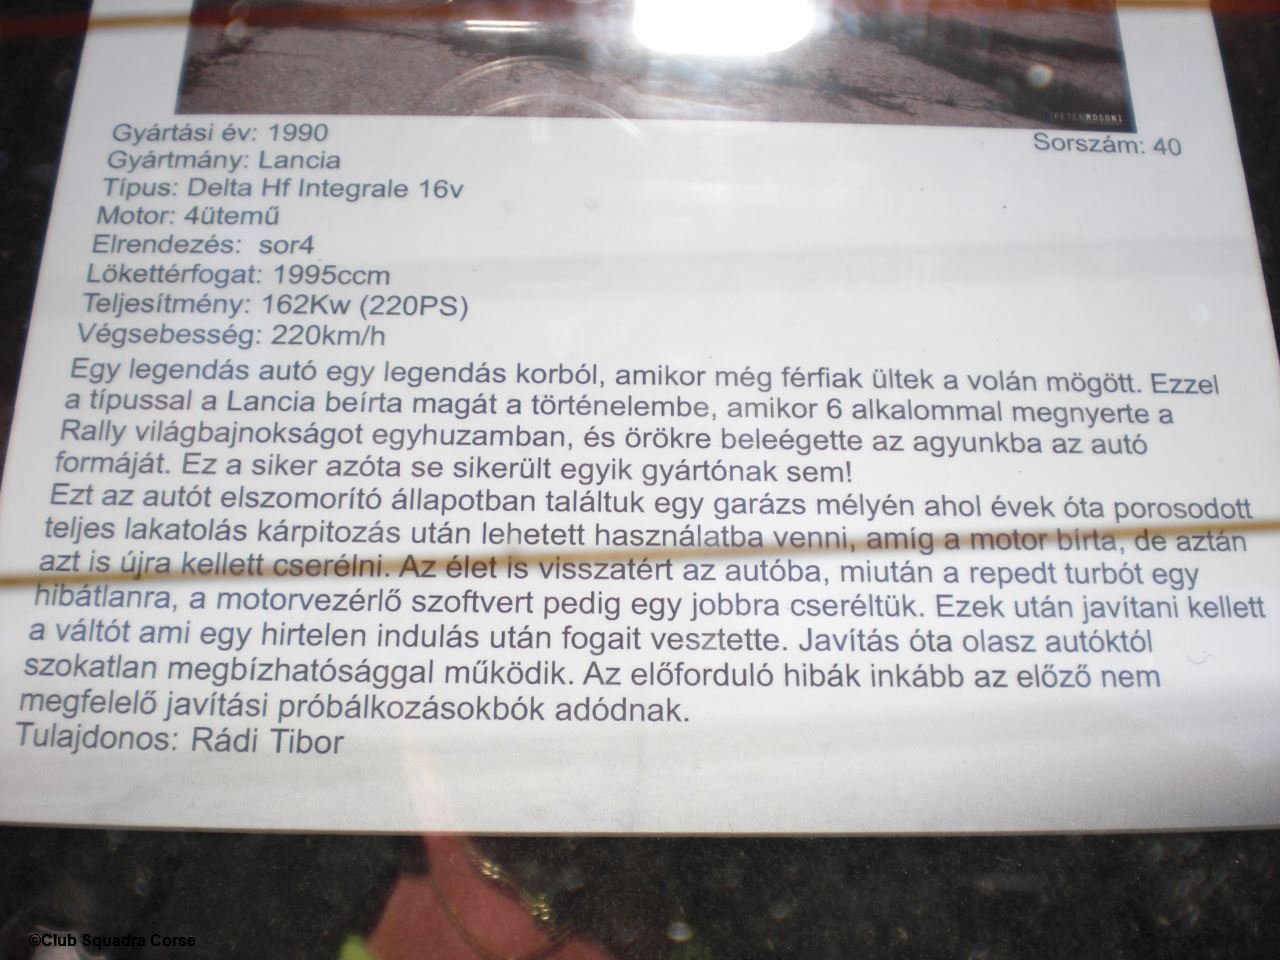 PETER MOSONI
Gyártási év: 1990
Sorszám: 40
Gyártmány: Lancia
Típus: Delta Hf Integrale 16v
Motor: 4ütemű
Elrendezés: sor4
Lökettérfogat: 1995ccm
Teljesítmény: 162Kw (220PS)
Végsebesség: 220km/h
Egy legendás autó egy legendás korból, amikor még férfiak ültek a volán mögött. Ezzel
a típussal a Lancia beírta magát a történelembe, amikor 6 alkalommal megnyerte a
Rally világbajnokságot egyhuzamban, és örökre beleégette az agyunkba az autó
formáját. Ez a siker azóta se sikerült egyik gyártónak sem!
Ezt az autót elszomorító állapotban találtuk egy garázs mélyén ahol évek óta porosodott
teljes lakatolás kárpitozás után lehetett használatba venni, amíg a motor bírta, de aztán
azt is újra kellett cserélni. Az élet is visszatért az autóba, miután a repedt turbót egy
hibátlanra, a motorvezérlő szoftvert pedig egy jobbra cseréltük. Ezek után javítani kellett
a váltót ami egy hirtelen indulás után fogait vesztette. Javítás óta olasz autóktól
szokatlan megbízhatósággal működik. Az előforduló hibák inkább az előző nem
megfelelő javítási próbálkozásokbók adódnak.
Tulajdonos: Rádi Tibor
©Club Squadra Corse